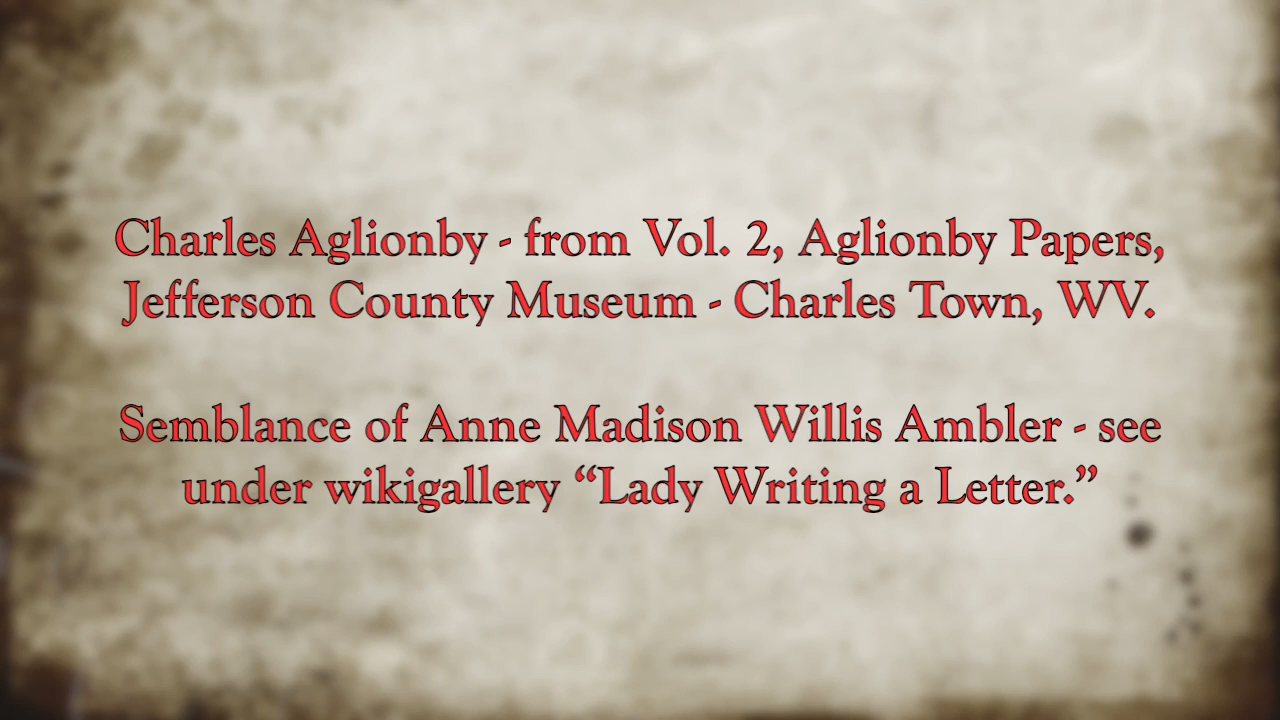 Charles Aglionby - from Vol. 2, Aglionby Papers,
Jefferson County Museum - Charles Town, WV.
Semblance of Anne Madison Willis Ambler - see
under wikigallery “Lady Writing a Letter.”